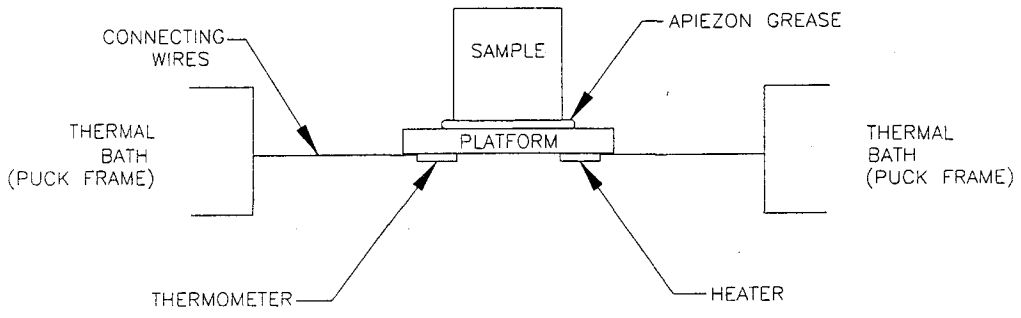 CONNECTING
WIRES
SAMPLE
APIEZON GREASE
THERMAL
BATH
(PUCK FRAME)
PLATFORM
THERMAL
BATH
(PUCK FRAME)
THERMOMETER
HEATER